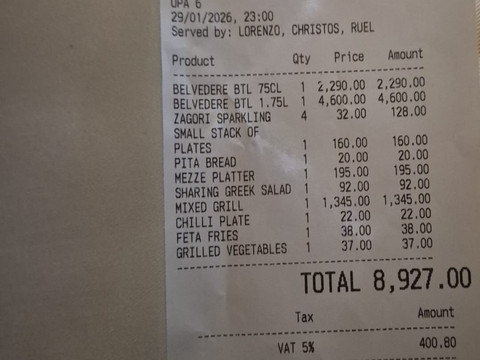 OPA 6
29/01/2026, 23:00
Served by: LORENZO, CHRISTOS, RUEL
Product Qty Price Amount
BELVEDERE BTL 75CL 1 2,290.00 2,290.00
BELVEDERE BTL 1.75L 1 4,600.00 4,600.00
ZAGORI SPARKLING 4 32.00 128.00
SMALL STACK OF
PLATES 1 160.00 160.00
PITA BREAD 1 20.00 20.00
MEZZE PLATTER 1 195.00 195.00
SHARING GREEK SALAD 1 92.00 92.00
MIXED GRILL 1 1,345.00 1,345.00
CHILLI PLATE 1 22.00 22.00
FETA FRIES 1 38.00 38.00
GRILLED VEGETABLES 1 37.00 37.00
TOTAL 8,927.00
Tax Amount
VAT 5% 400.80